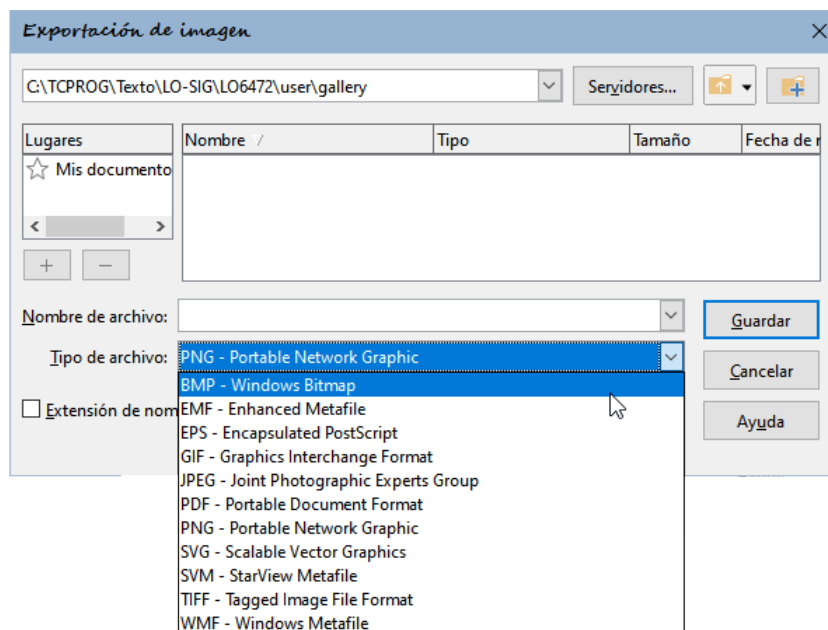 Exportación de imagen
C:\TCPROG\Texto\LO-SIG\LO6472\user\gallery
Servidores...
Lugares
Nombre
Tipo
Tamaño
Fecha de
Mis documento
Nombre de archivo:
Guardar
Tipo de archivo:
PNG - Portable Network Graphic
Cancelar
BMP - Windows Bitmap
Extensión de nom
EMF - Enhanced Metafile
Ayuda
EPS - Encapsulated PostScript
GIF - Graphics Interchange Format
JPEG - Joint Photographic Experts Group
PDF - Portable Document Format
PNG - Portable Network Graphic
SVG - Scalable Vector Graphics
SVM - StarView Metafile
TIFF - Tagged Image File Format
WMF - Windows Metafile